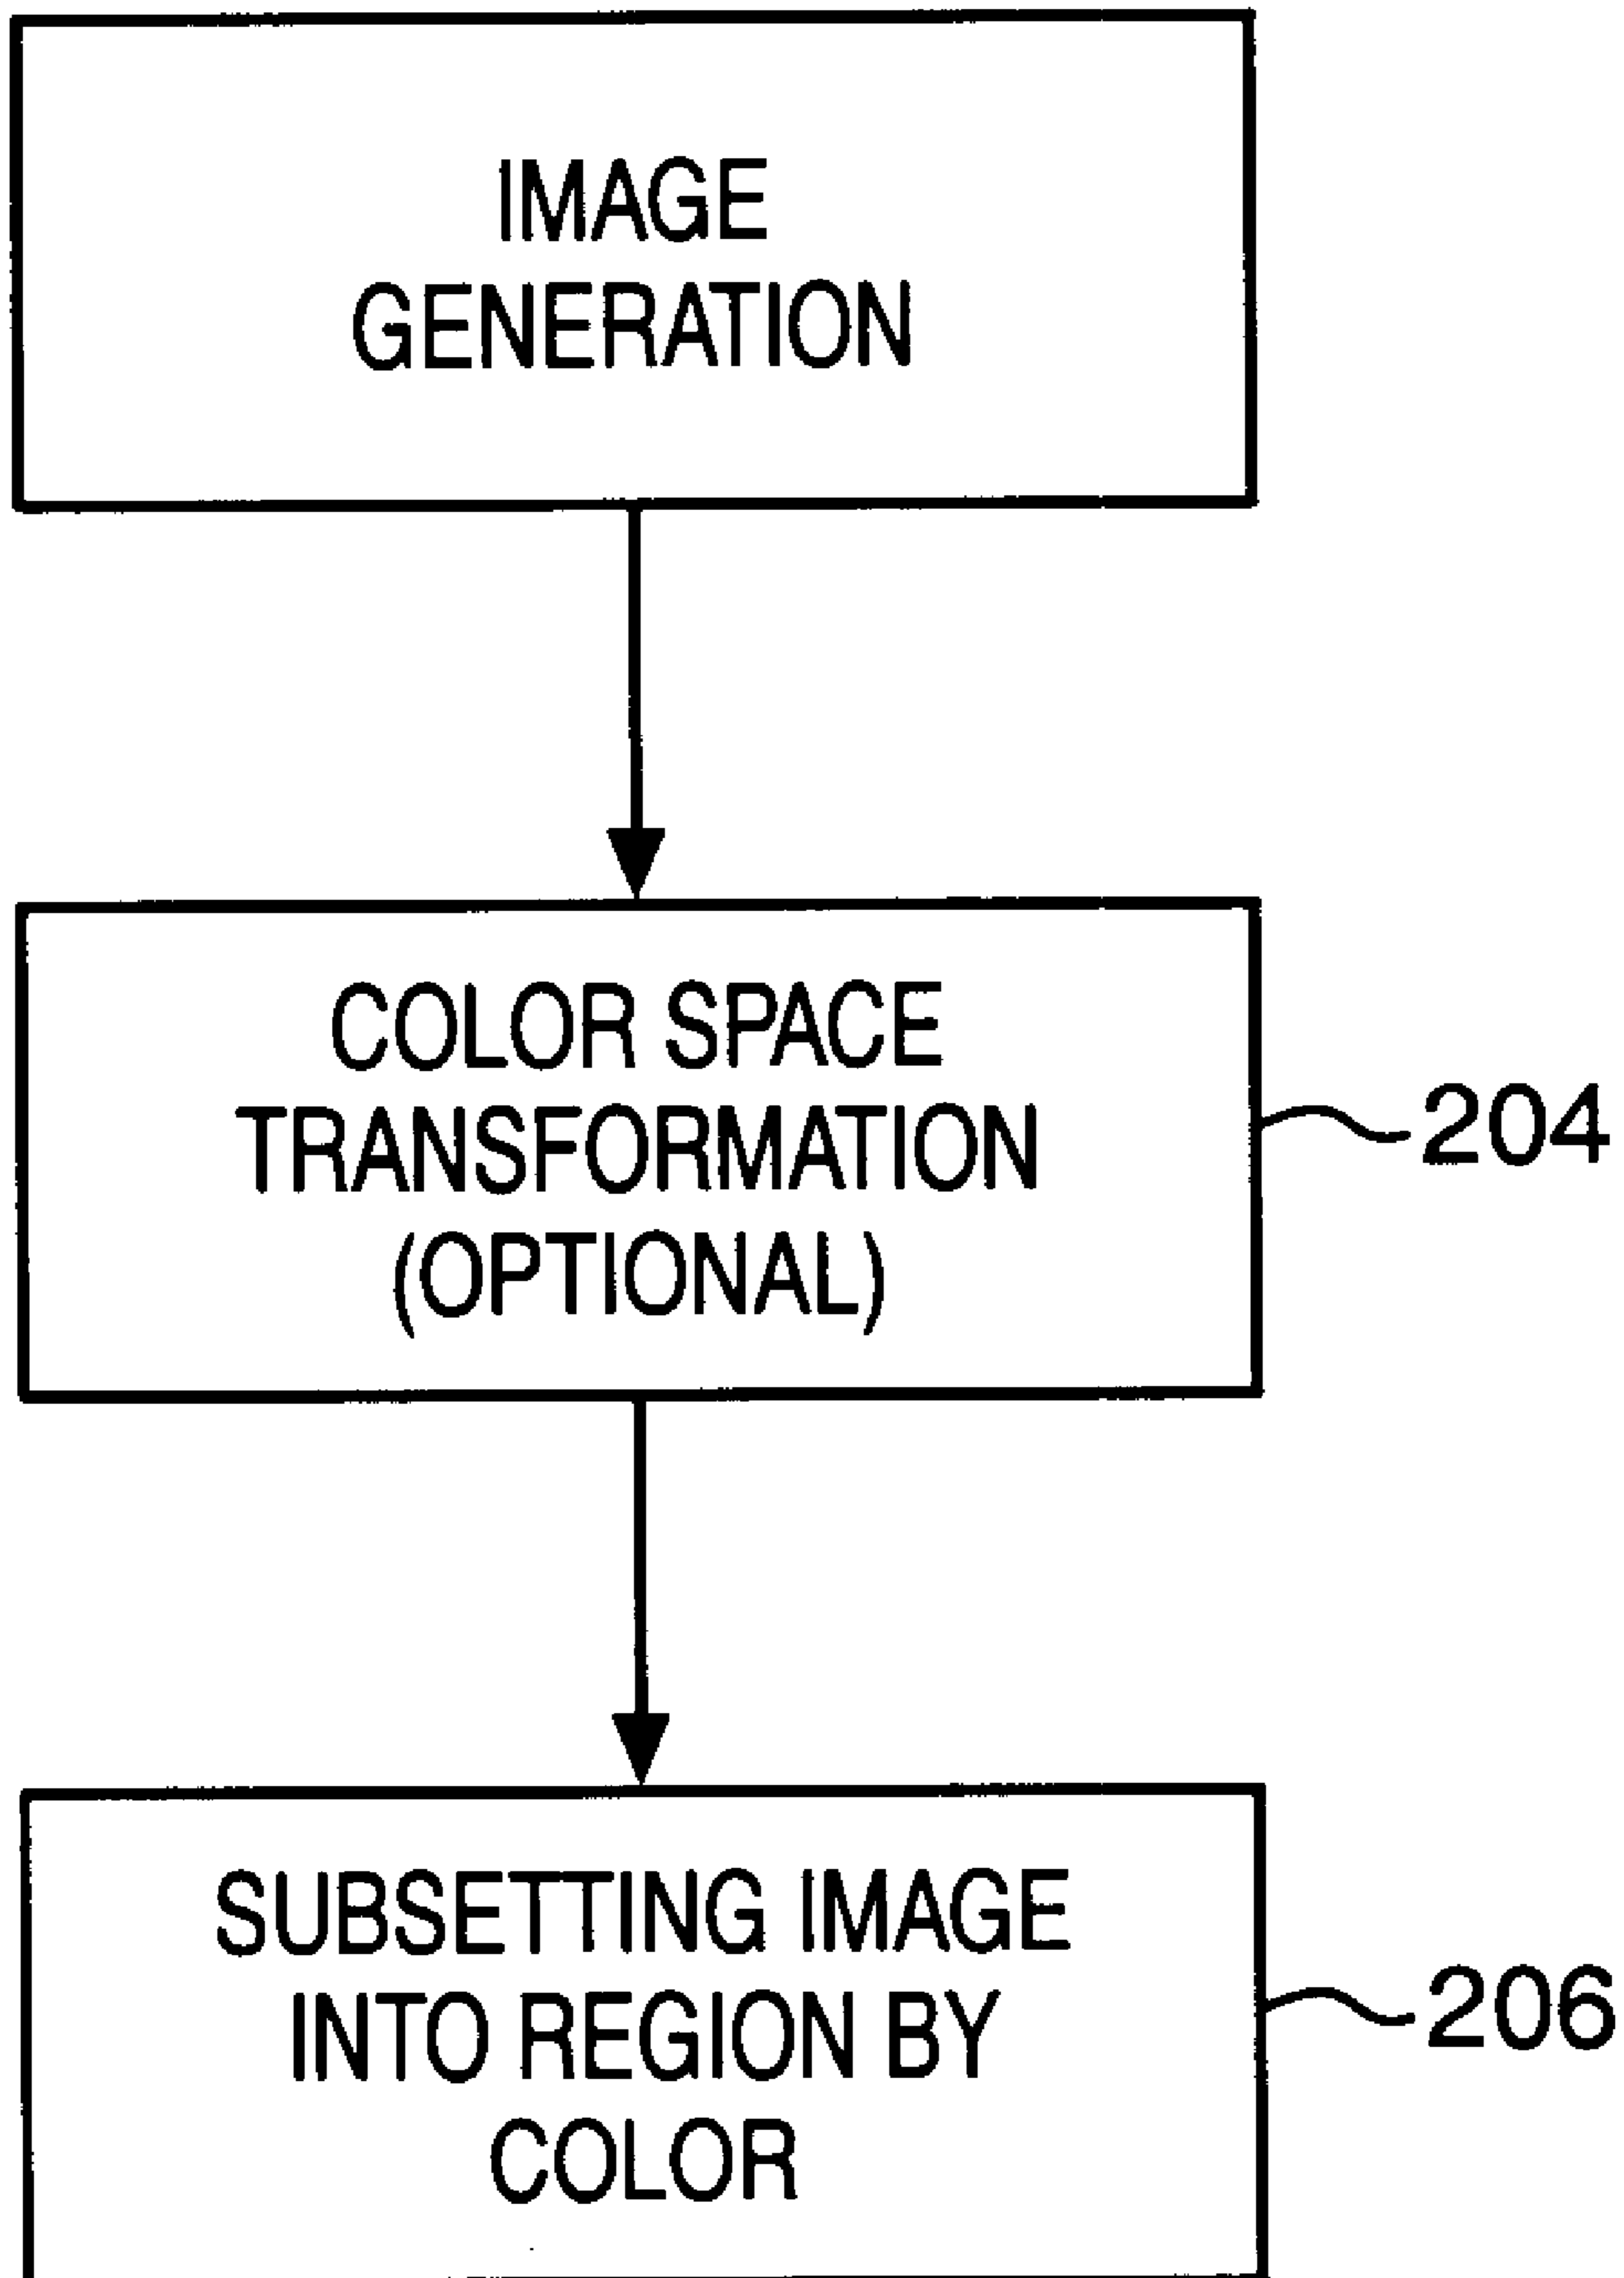 IMAGE
GENERATION
COLOR SPACE
TRANSFORMATION
(OPTIONAL)
204
SUBSETTING IMAGE
INTO REGION BY
COLOR
206